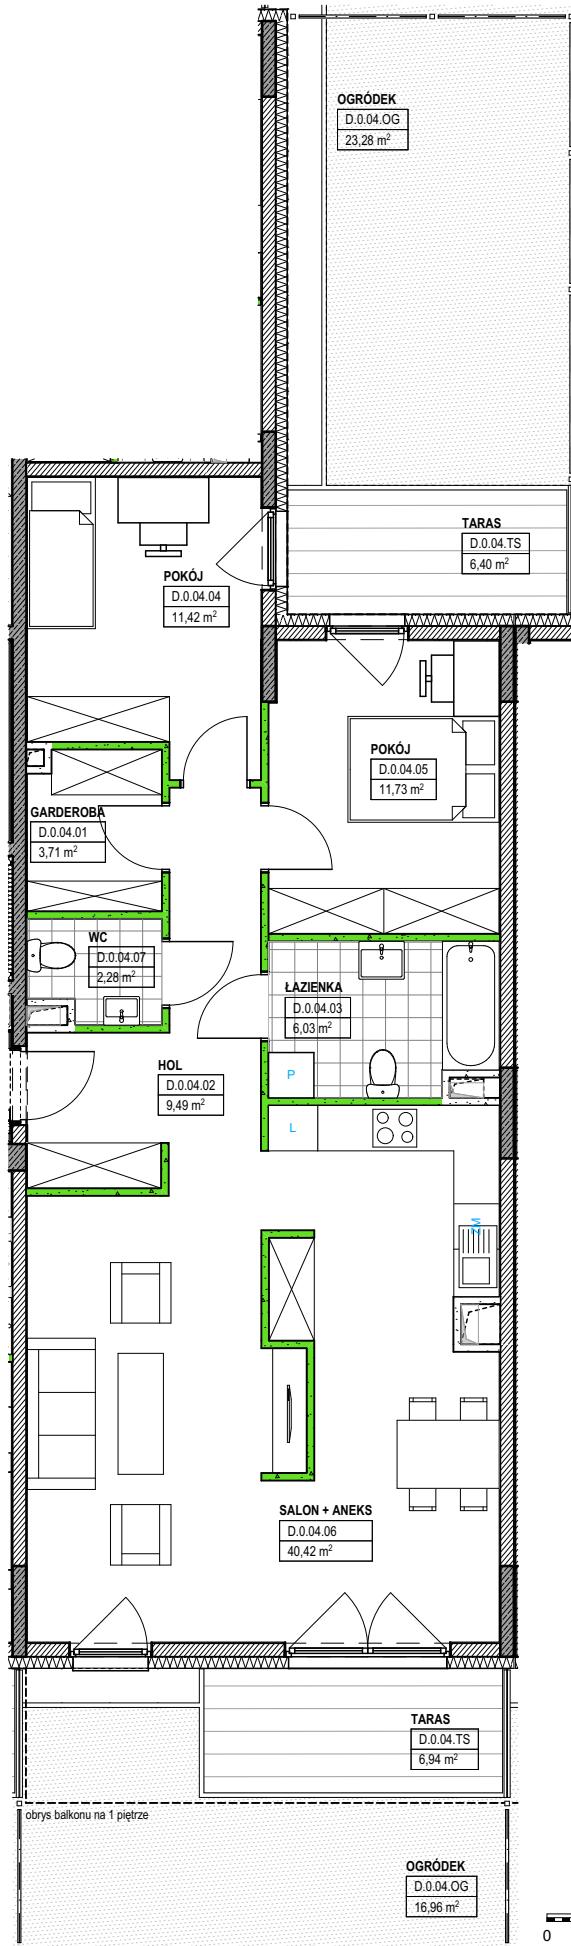 OGRÓDEK
D.0.04.OG
23,28 m²
TARAS
D.0.04.TS
6,40 m²
POKÓJ
D.0.04.04
11,42 m²
POKÓJ
D.0.04.05
11,73 m²
GARDEROBA
D.0.04.01
3,71 m²
WC
D.0.04.07
2,28 m²
ŁAZIENKA
D.0.04.03
6,03 m²
P
HOL
D.0.04.02
9,49 m²
L
ZM
SALON + ANEKS
D.0.04.06
40,42 m²
TARAS
D.0.04.TS
6,94 m²
obrys balkonu na 1 piętrze
OGRÓDEK
D.0.04.OG
16,96 m²
0